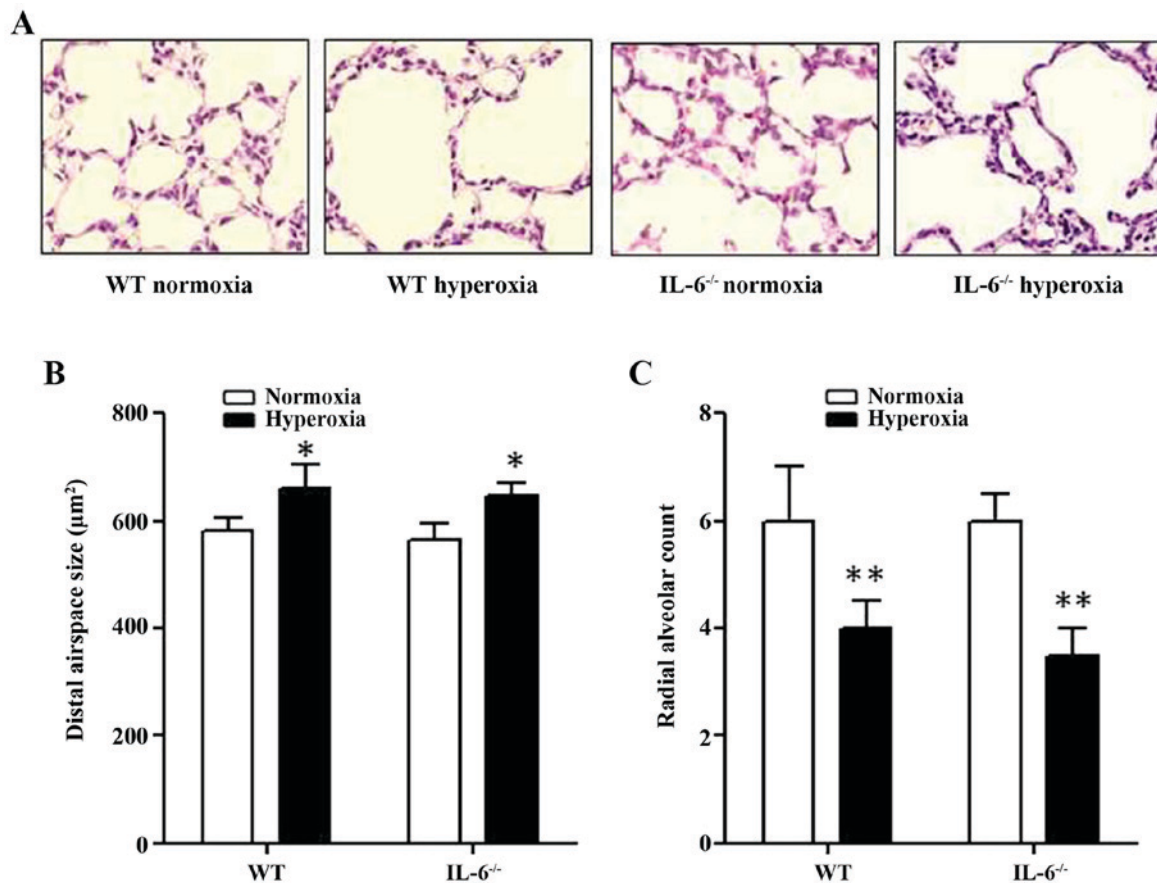 A
WT normoxia
WT hyperoxia
IL-6-/- normoxia
IL-6-/- hyperoxia
B
Normoxia
Hyperoxia
800
600
400
200
0
Distal airspace size (µm²)
*
*
WT
IL-6-/-
C
Normoxia
Hyperoxia
8
6
4
2
0
Radial alveolar count
**
**
WT
IL-6-/-